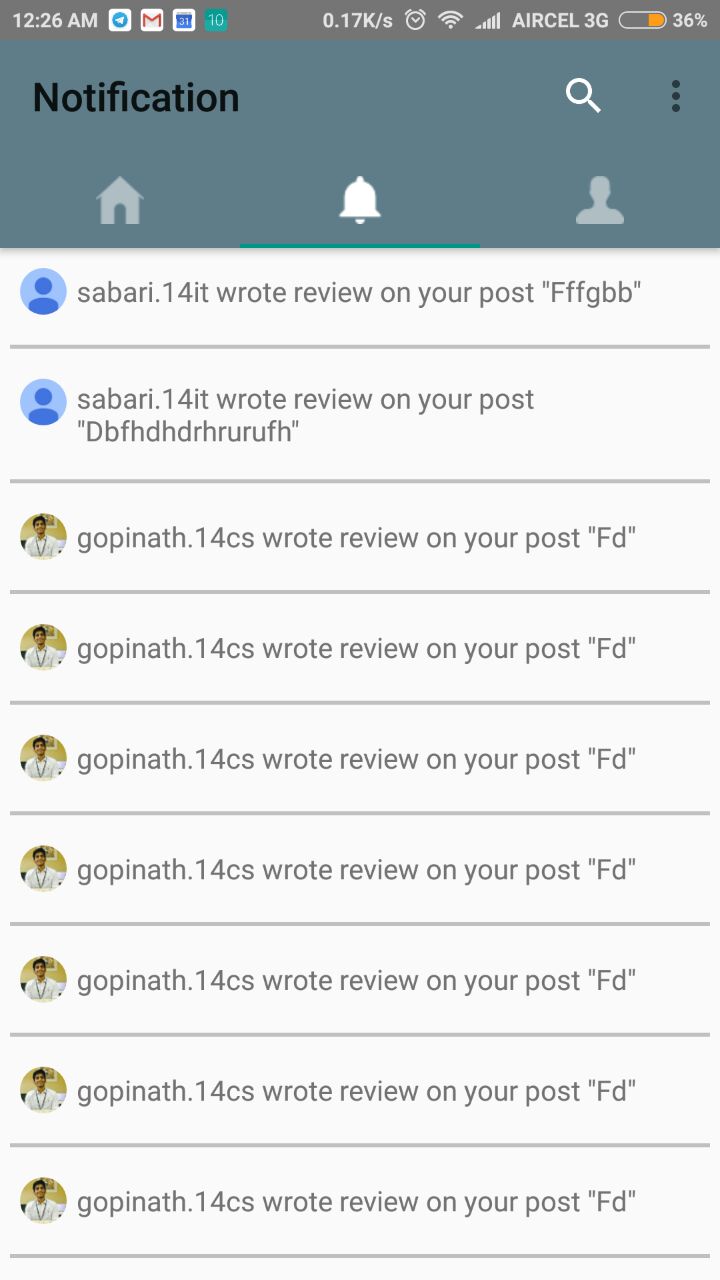 12:26 AM 31 10 0.17K/s AIRCEL 3G 36%
Notification
sabari.14it wrote review on your post "Fffgbb"
sabari.14it wrote review on your post
"Dbfhdhdrhrurufh"
gopinath.14cs wrote review on your post "Fd"
gopinath.14cs wrote review on your post "Fd"
gopinath.14cs wrote review on your post "Fd"
gopinath.14cs wrote review on your post "Fd"
gopinath.14cs wrote review on your post "Fd"
gopinath.14cs wrote review on your post "Fd"
gopinath.14cs wrote review on your post "Fd"